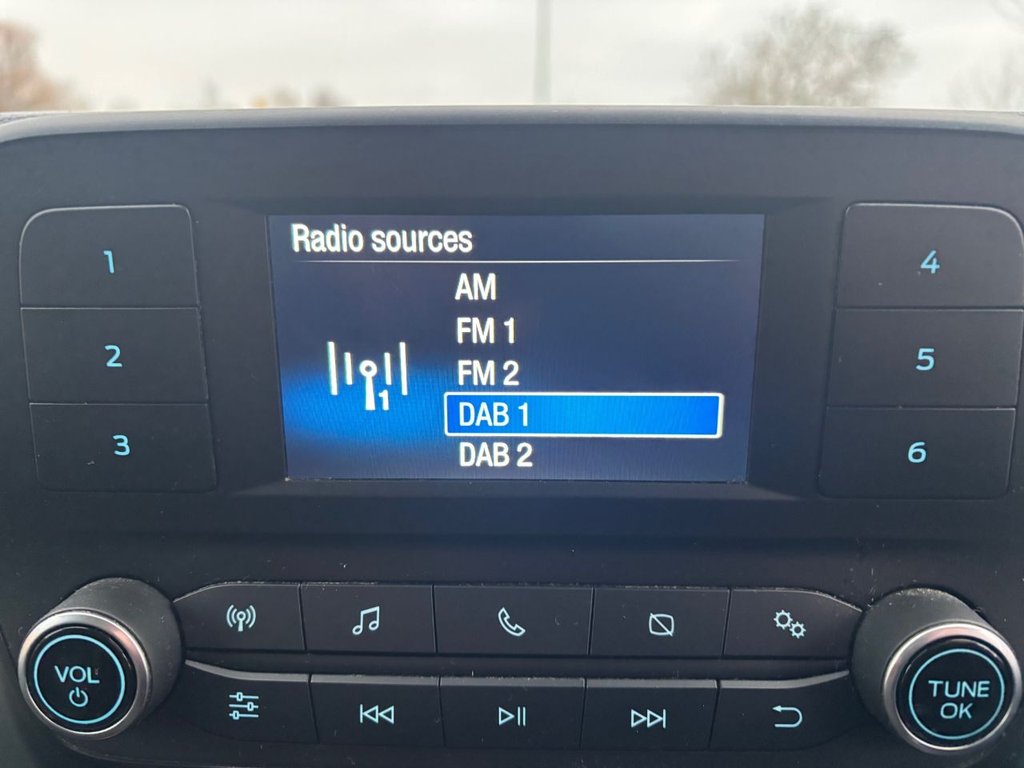 Radio sources
AM
FM 1
FM 2
DAB 1
DAB 2
1
1
2
3
4
5
6
VOL
TUNE
OK